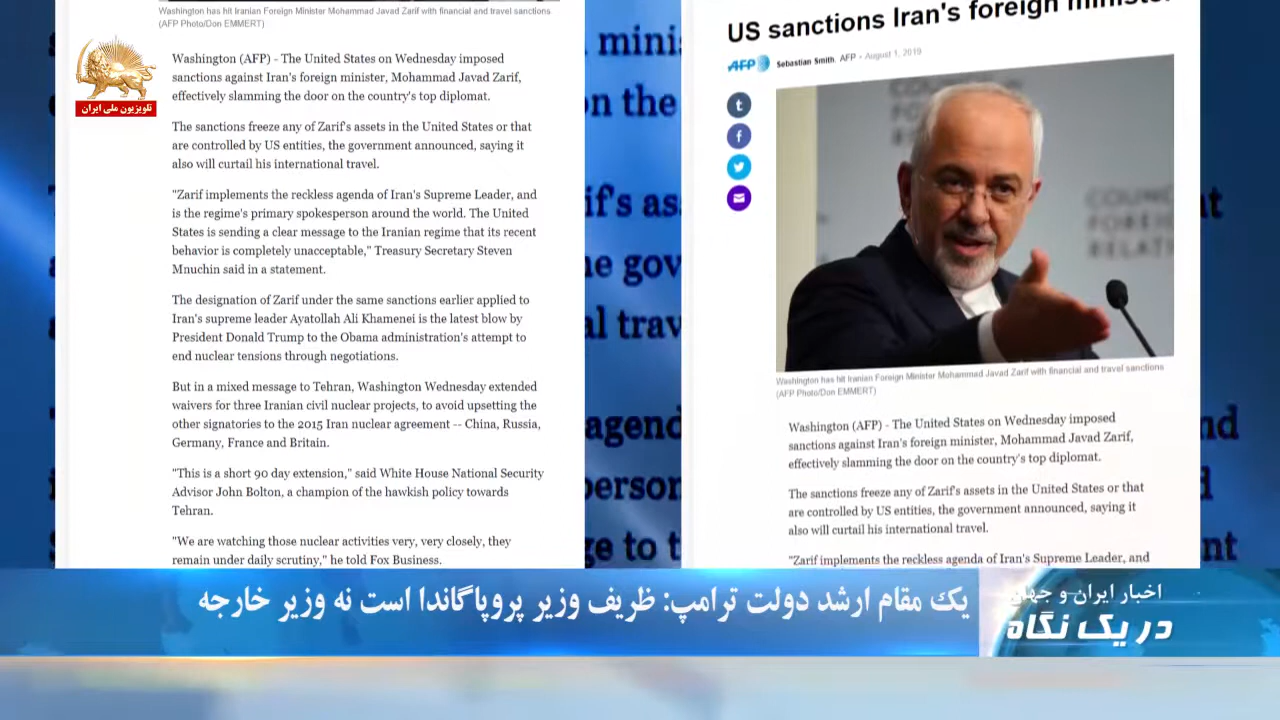 Washington has hit Iranian Foreign Minister Mohammad Javad Zarif with financial and travel sanctions
(AFP Photo/Don EMMERT)
Washington (AFP) - The United States on Wednesday imposed
sanctions against Iran's foreign minister, Mohammad Javad Zarif,
effectively slamming the door on the country's top diplomat.
The sanctions freeze any of Zarif's assets in the United States or that
are controlled by US entities, the government announced, saying it
also will curtail his international travel.
"Zarif implements the reckless agenda of Iran's Supreme Leader, and
is the regime's primary spokesperson around the world. The United
States is sending a clear message to the Iranian regime that its recent
behavior is completely unacceptable," Treasury Secretary Steven
Mnuchin said in a statement.
The designation of Zarif under the same sanctions earlier applied to
Iran's supreme leader Ayatollah Ali Khamenei is the latest blow by
President Donald Trump to the Obama administration's attempt to
end nuclear tensions through negotiations.
But in a mixed message to Tehran, Washington Wednesday extended
waivers for three Iranian civil nuclear projects, to avoid upsetting the
other signatories to the 2015 Iran nuclear agreement -- China, Russia,
Germany, France and Britain.
"This is a short 90 day extension," said White House National Security
Advisor John Bolton, a champion of the hawkish policy towards
Tehran.
"We are watching those nuclear activities very, very closely, they
remain under daily scrutiny," he told Fox Business.
تلویزیون ملی ایران
US sanctions Iran's foreign minister
AFP Sebastian Smith, AFP - August 1, 2019
COUNCIL
FOREIGN
RELATI
Washington has hit Iranian Foreign Minister Mohammad Javad Zarif with financial and travel sanctions
(AFP Photo/Don EMMERT)
Washington (AFP) - The United States on Wednesday imposed
sanctions against Iran's foreign minister, Mohammad Javad Zarif,
effectively slamming the door on the country's top diplomat.
The sanctions freeze any of Zarif's assets in the United States or that
are controlled by US entities, the government announced, saying it
also will curtail his international travel.
"Zarif implements the reckless agenda of Iran's Supreme Leader, and
اخبار ایران و جهان
در یک نگاه
یک مقام ارشد دولت ترامپ: ظریف وزیر پروپاگاندا است نه وزیر خارجه